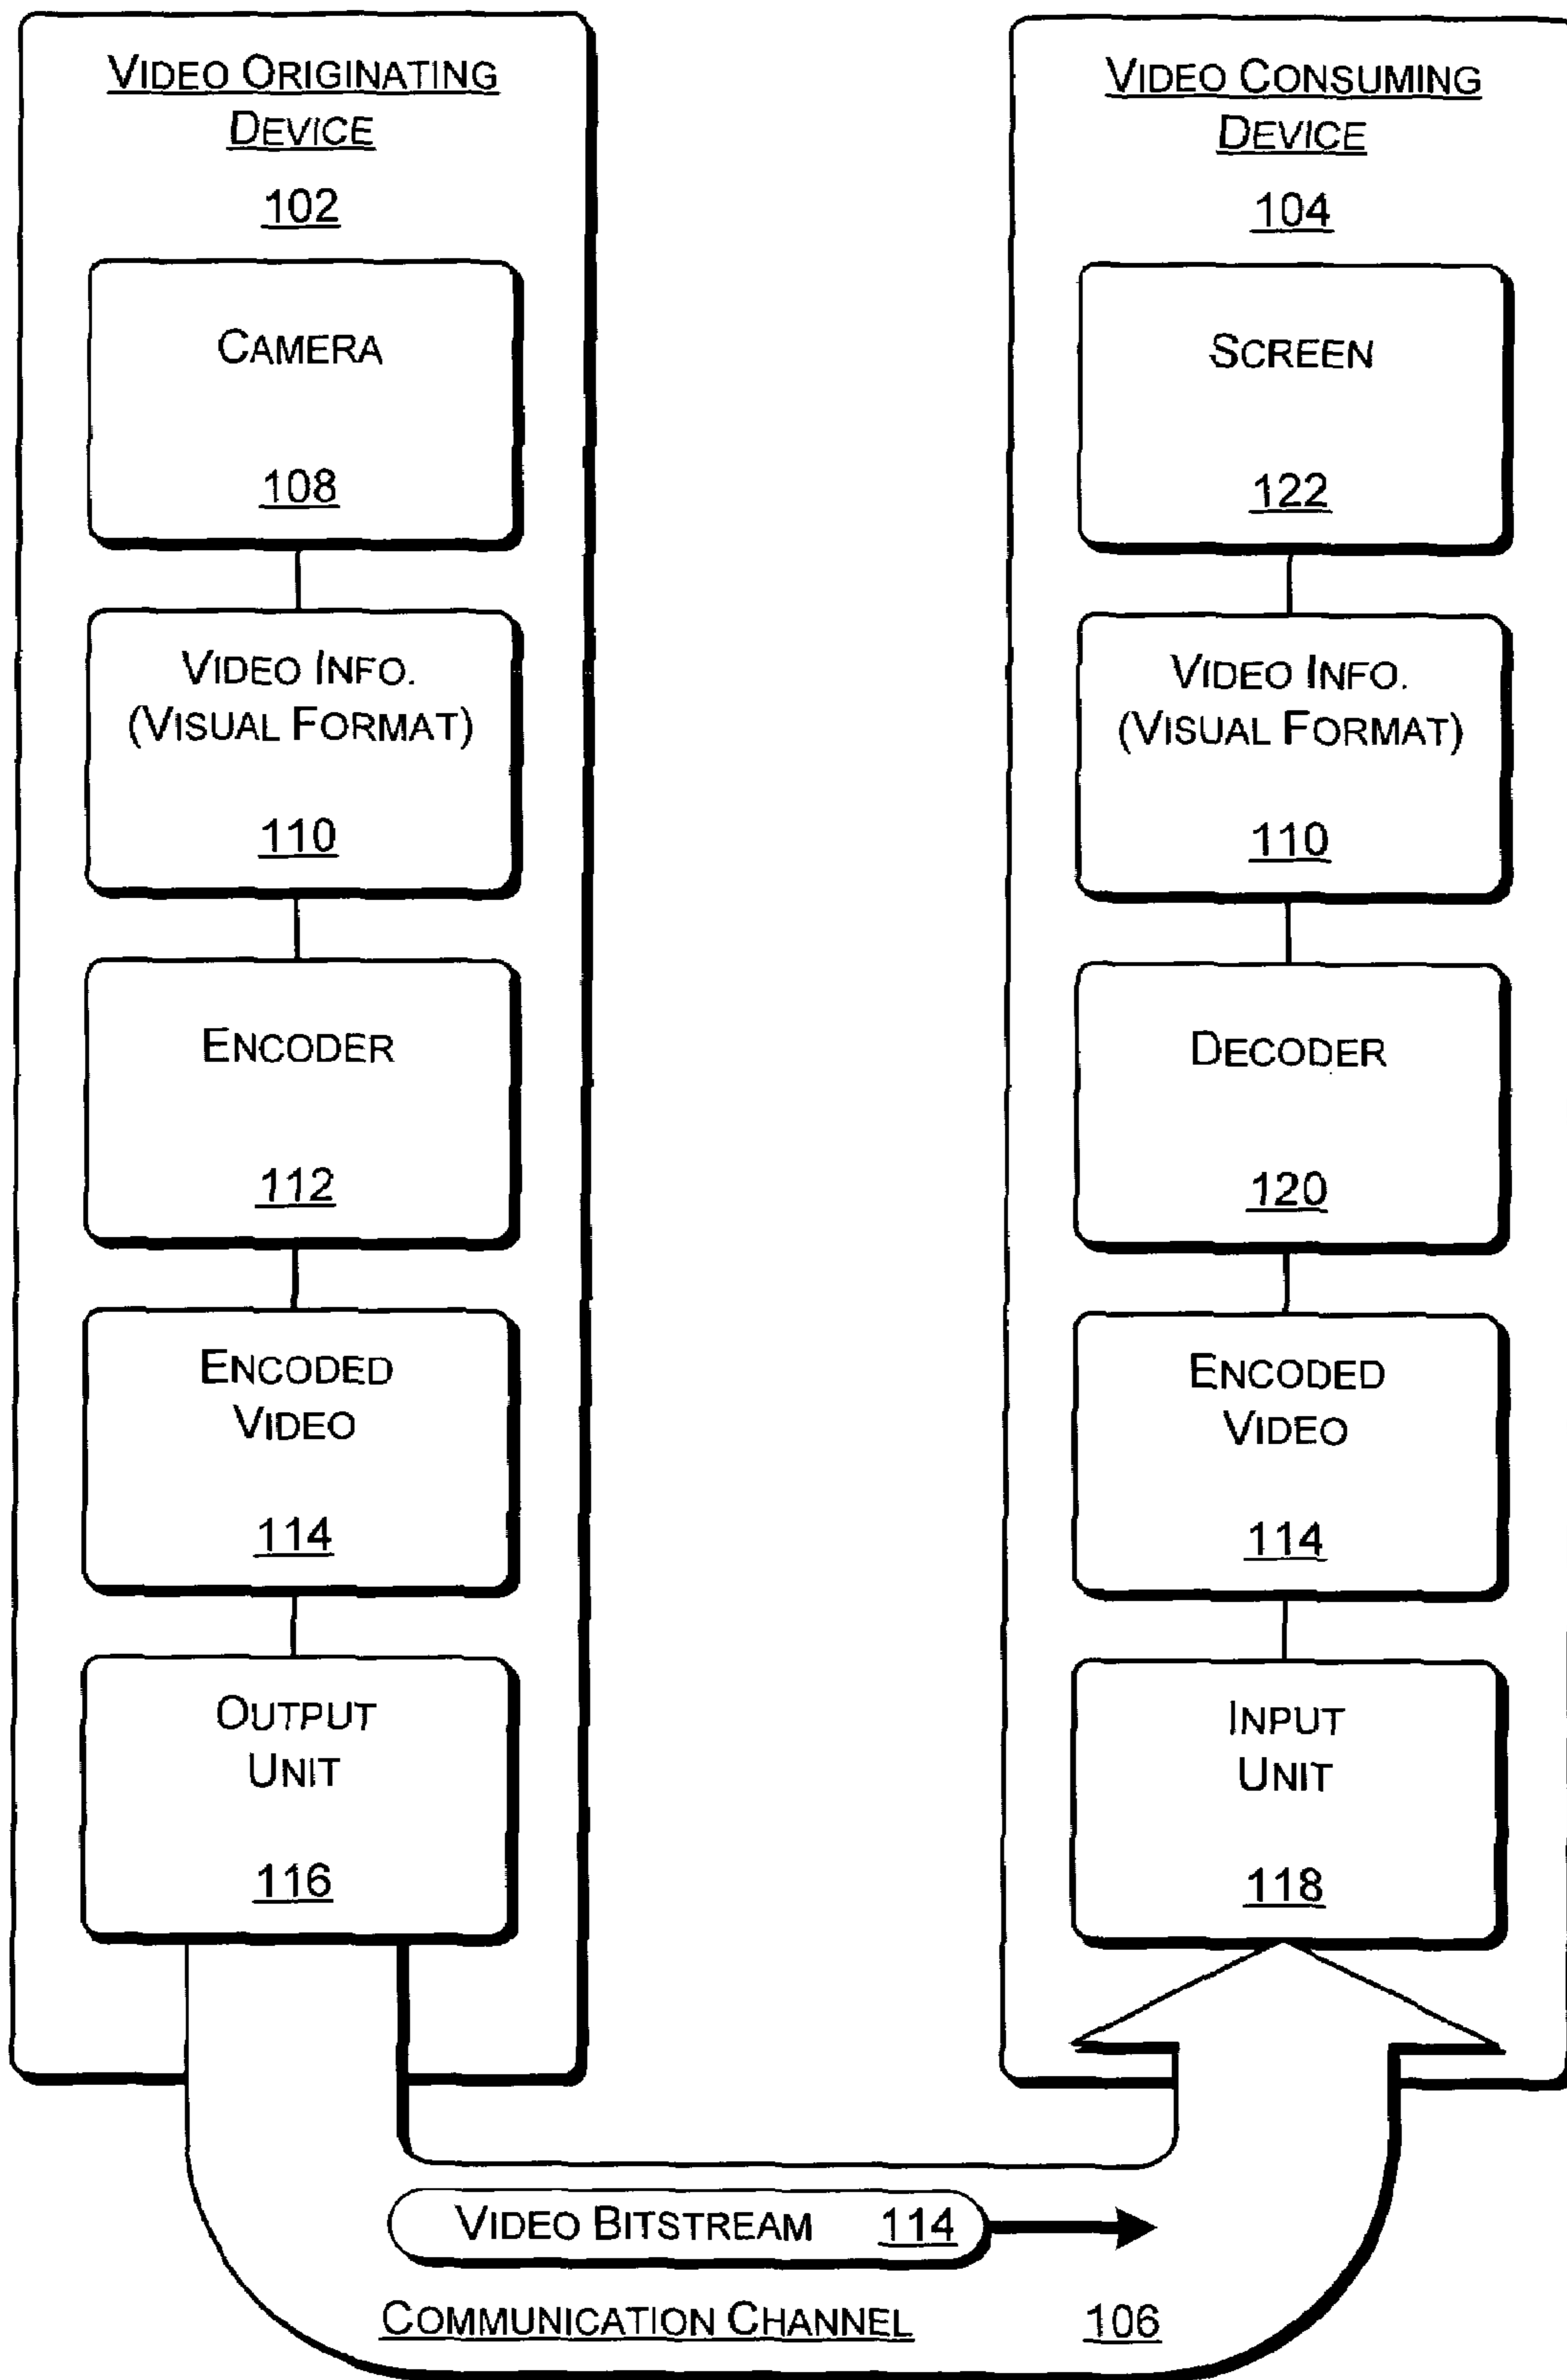 VIDEO ORIGINATING
DEVICE
102
CAMERA
108
VIDEO INFO.
(VISUAL FORMAT)
110
ENCODER
112
ENCODED
VIDEO
114
OUTPUT
UNIT
116
VIDEO CONSUMING
DEVICE
104
SCREEN
122
VIDEO INFO.
(VISUAL FORMAT)
110
DECODER
120
ENCODED
VIDEO
114
INPUT
UNIT
118
VIDEO BITSTREAM 114
COMMUNICATION CHANNEL 106